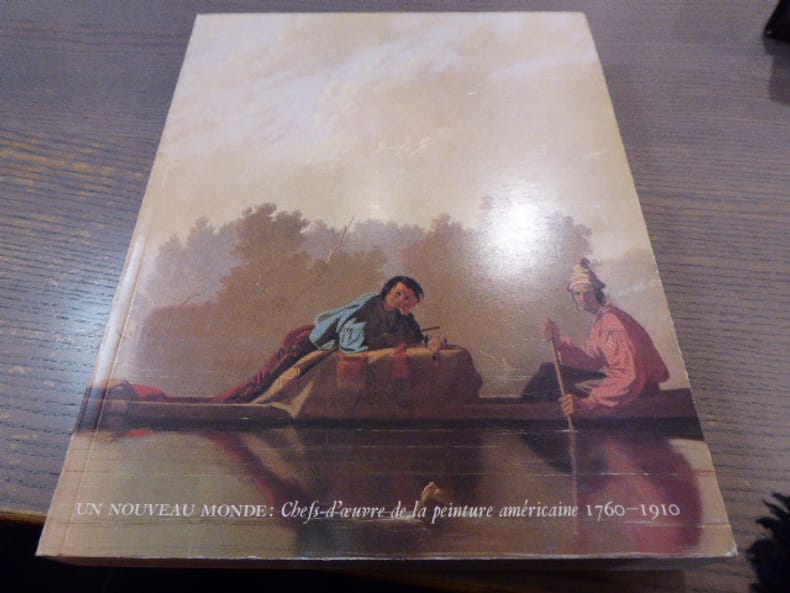 UN NOUVEAU MONDE: Chefs-d'œuvre de la peinture américaine 1760–1910